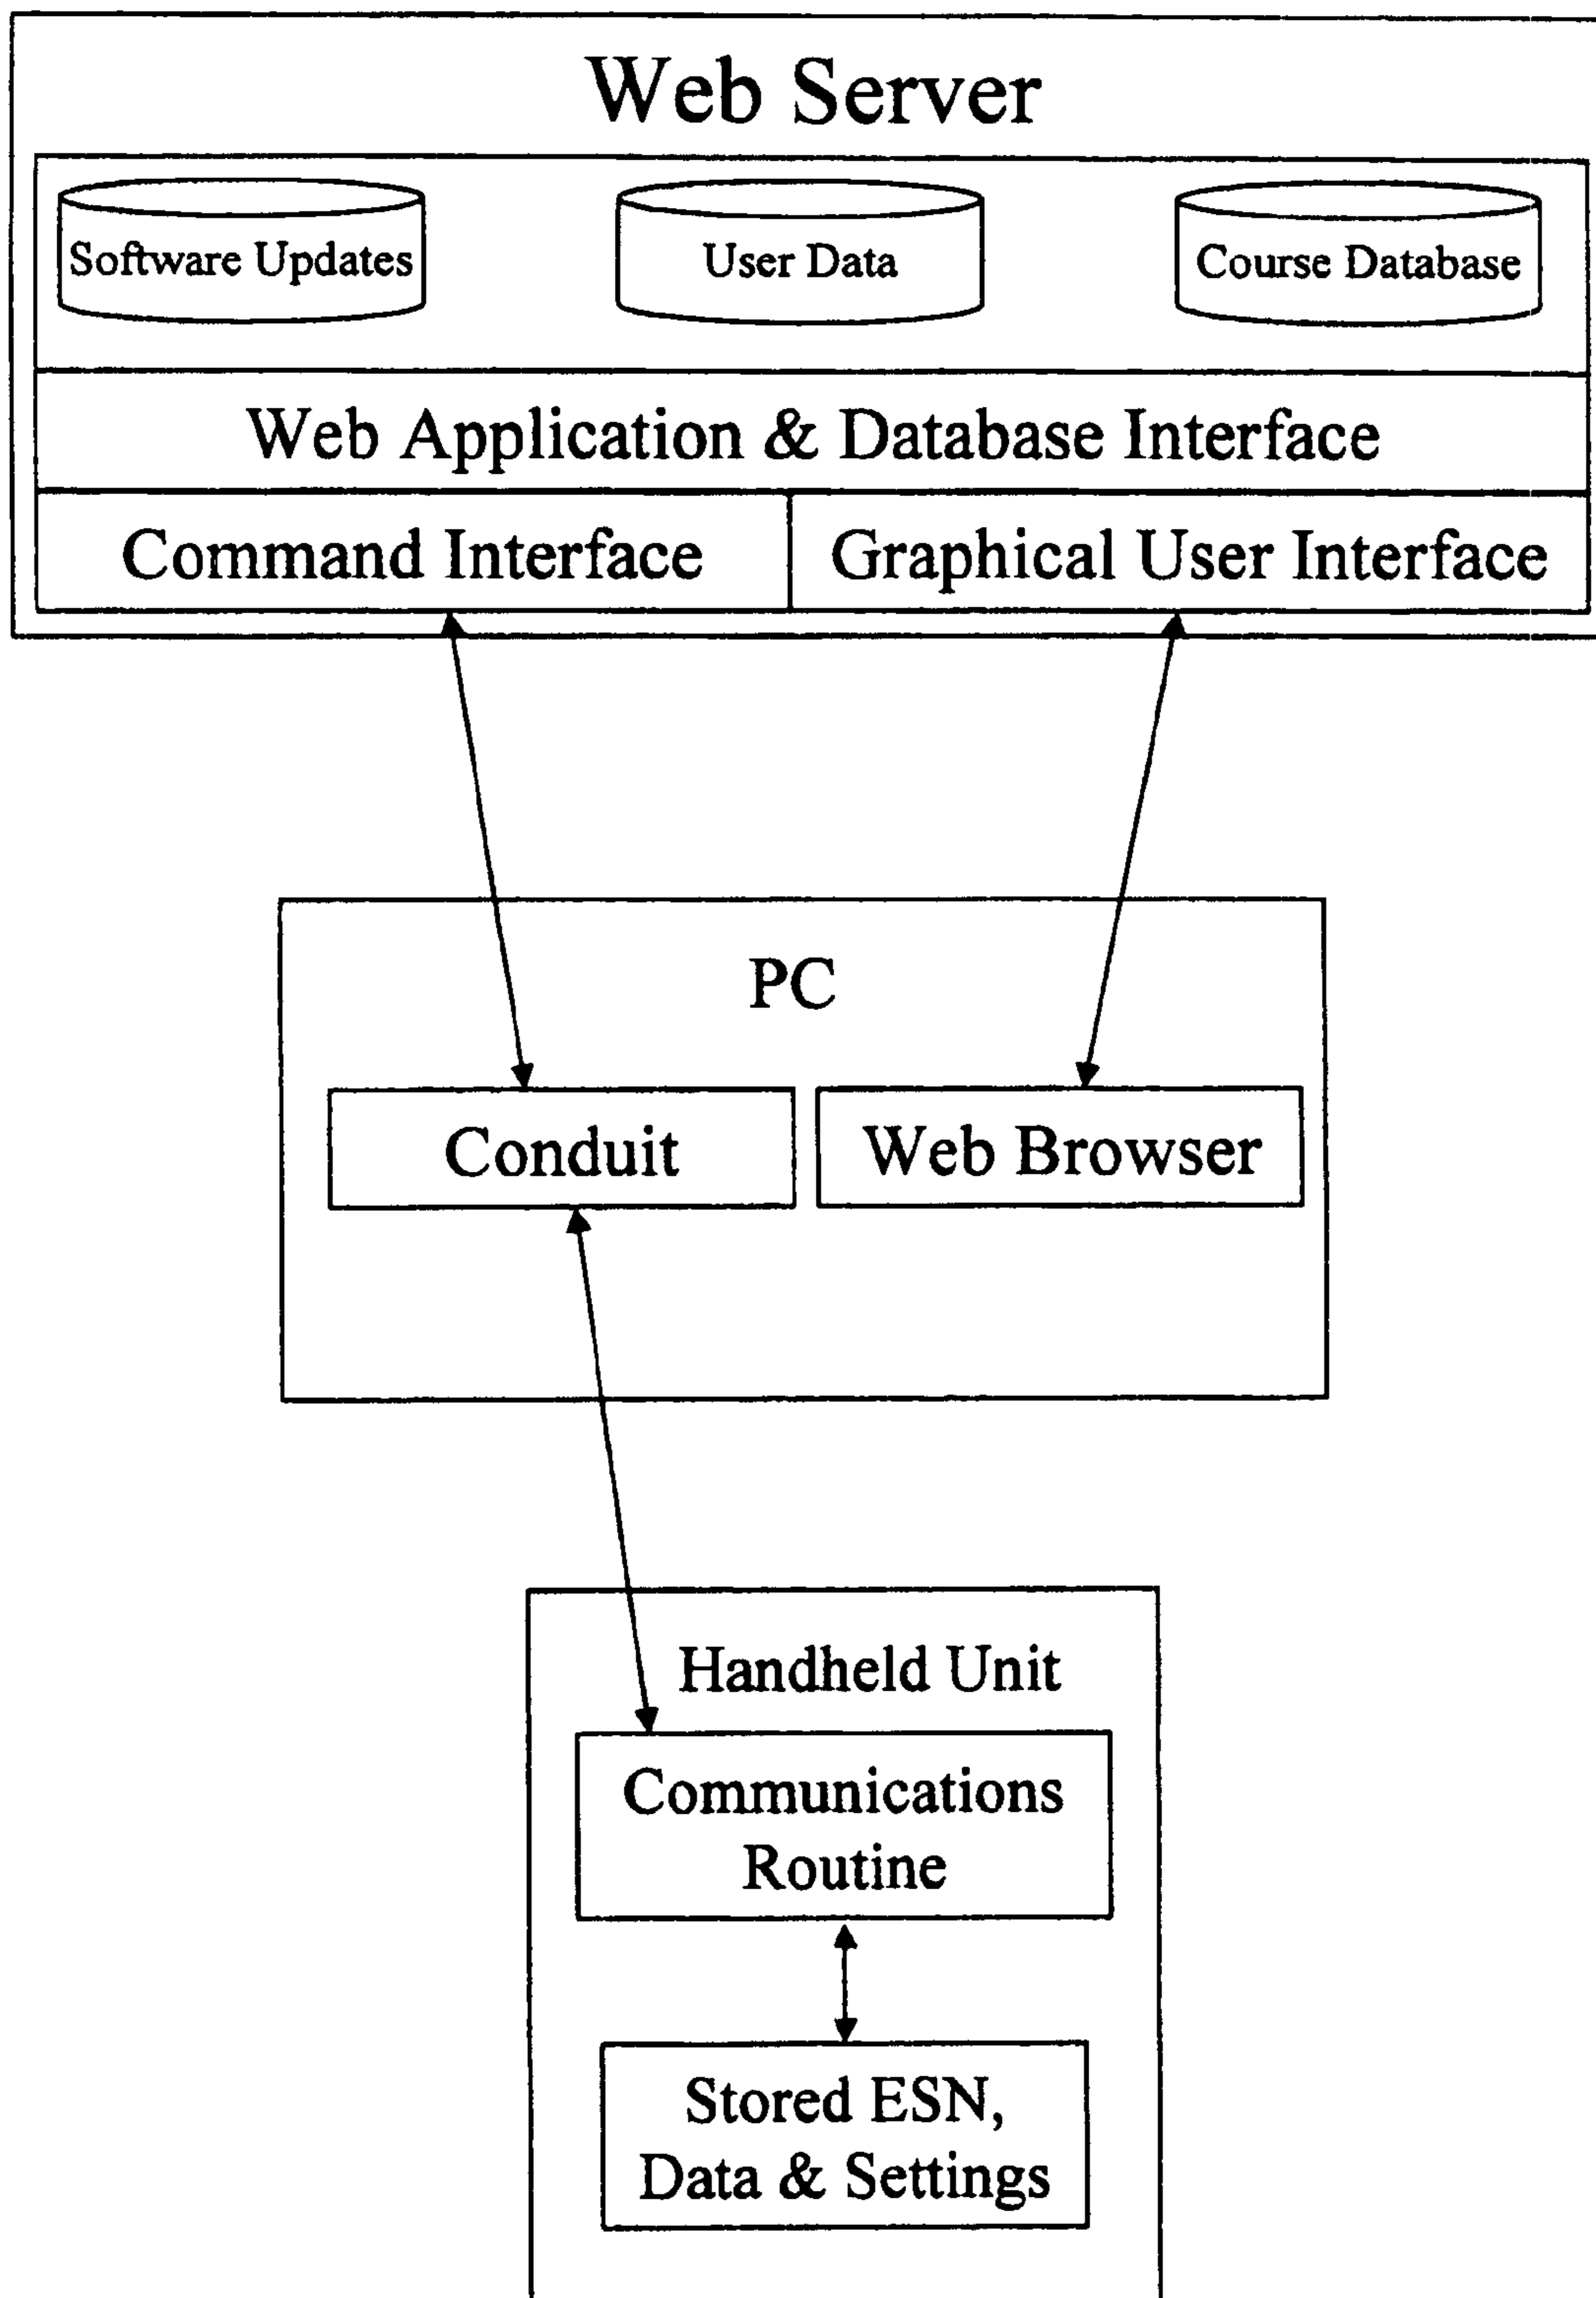 Web Server
Software Updates
User Data
Course Database
Web Application & Database Interface
Command Interface
Graphical User Interface
PC
Conduit
Web Browser
Handheld Unit
Communications
Routine
Stored ESN,
Data & Settings